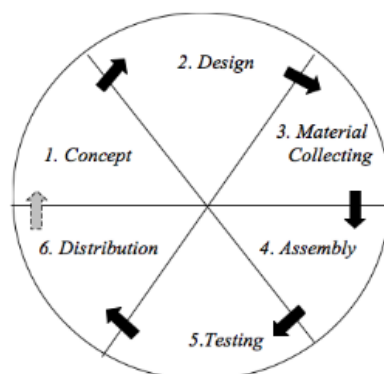 1. Concept
2. Design
3. Material
Collecting
4. Assembly
5.Testing
6. Distribution